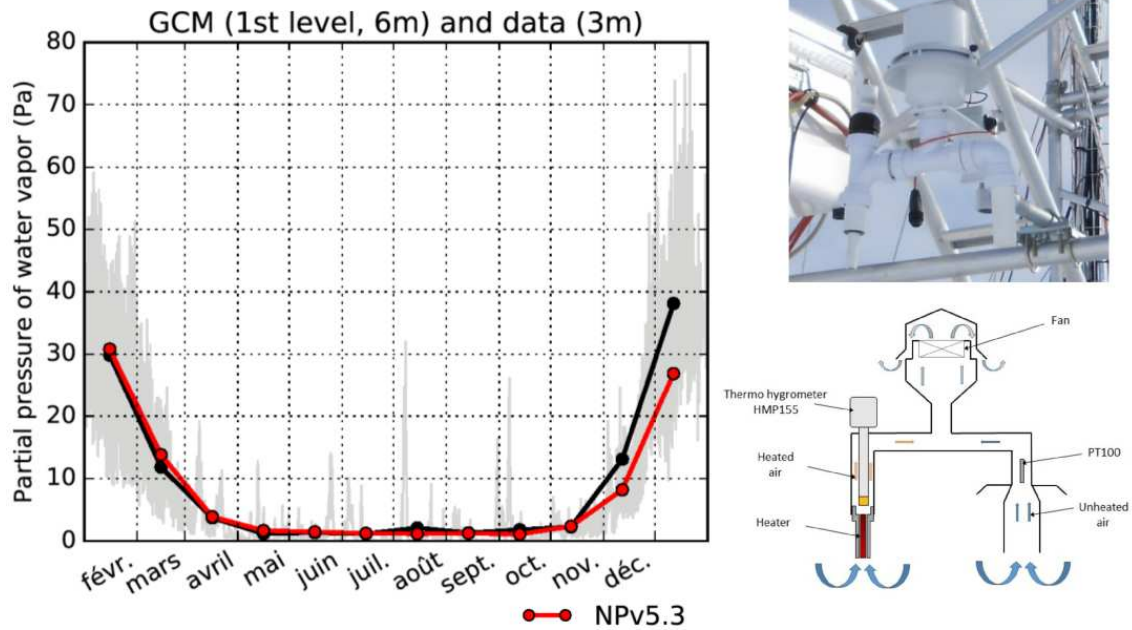 GCM (1st level, 6m) and data (3m)
Partial pressure of water vapor (Pa)
80
70
60
50
40
30
20
10
0
févr.
mars
avril
mai
juin
juil.
août
sept.
oct.
nov.
déc.
NPv5.3
Fan
Thermo hygrometer
HMP155
PT100
Heated
air
Heater
Unheated
air